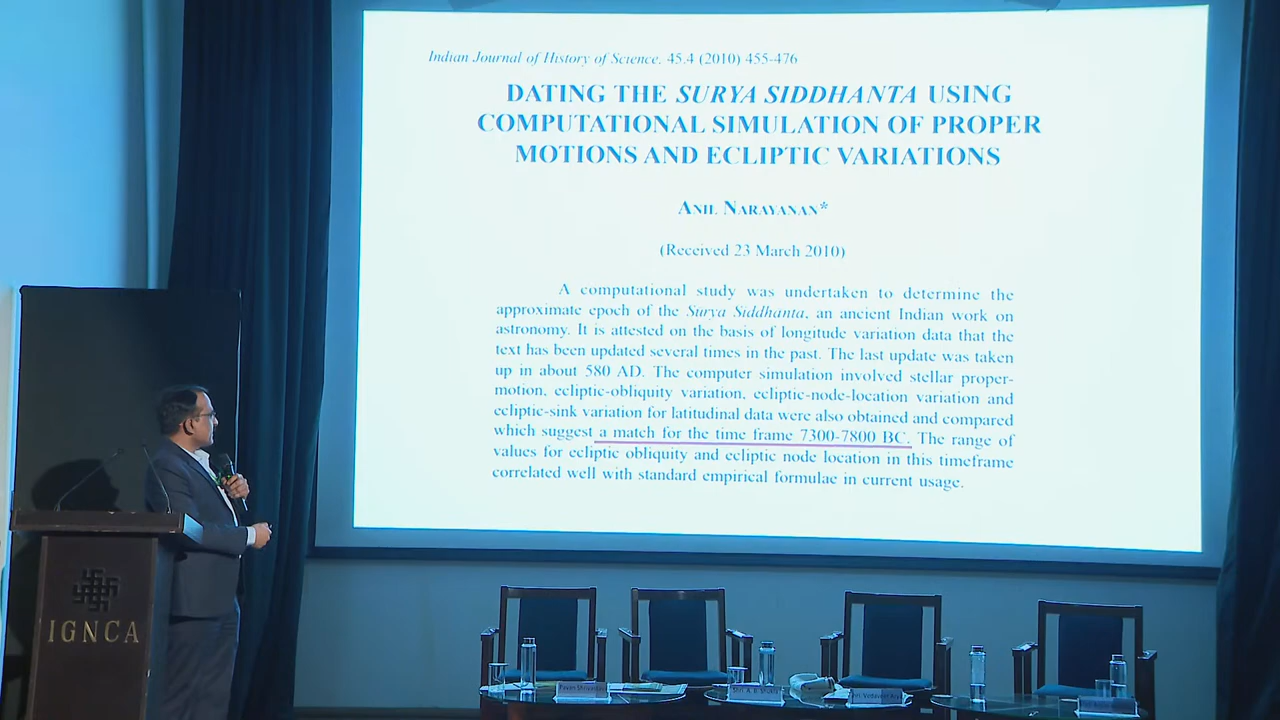 Indian Journal of History of Science, 45.4 (2010) 455-476
DATING THE SURYA SIDDHANTA USING
COMPUTATIONAL SIMULATION OF PROPER
MOTIONS AND ECLIPTIC VARIATIONS
ANIL NARAYANAN*
(Received 23 March 2010)
A computational study was undertaken to determine the
approximate epoch of the Surya Siddhanta, an ancient Indian work on
astronomy. It is attested on the basis of longitude variation data that the
text has been updated several times in the past. The last update was taken
up in about 580 AD. The computer simulation involved stellar proper-
motion, ecliptic-obliquity variation, ecliptic-node-location variation and
ecliptic-sink variation for latitudinal data were also obtained and compared
which suggest a match for the time frame 7300-7800 BC. The range of
values for ecliptic obliquity and ecliptic node location in this timeframe
correlated well with standard empirical formulae in current usage.
IGNCA